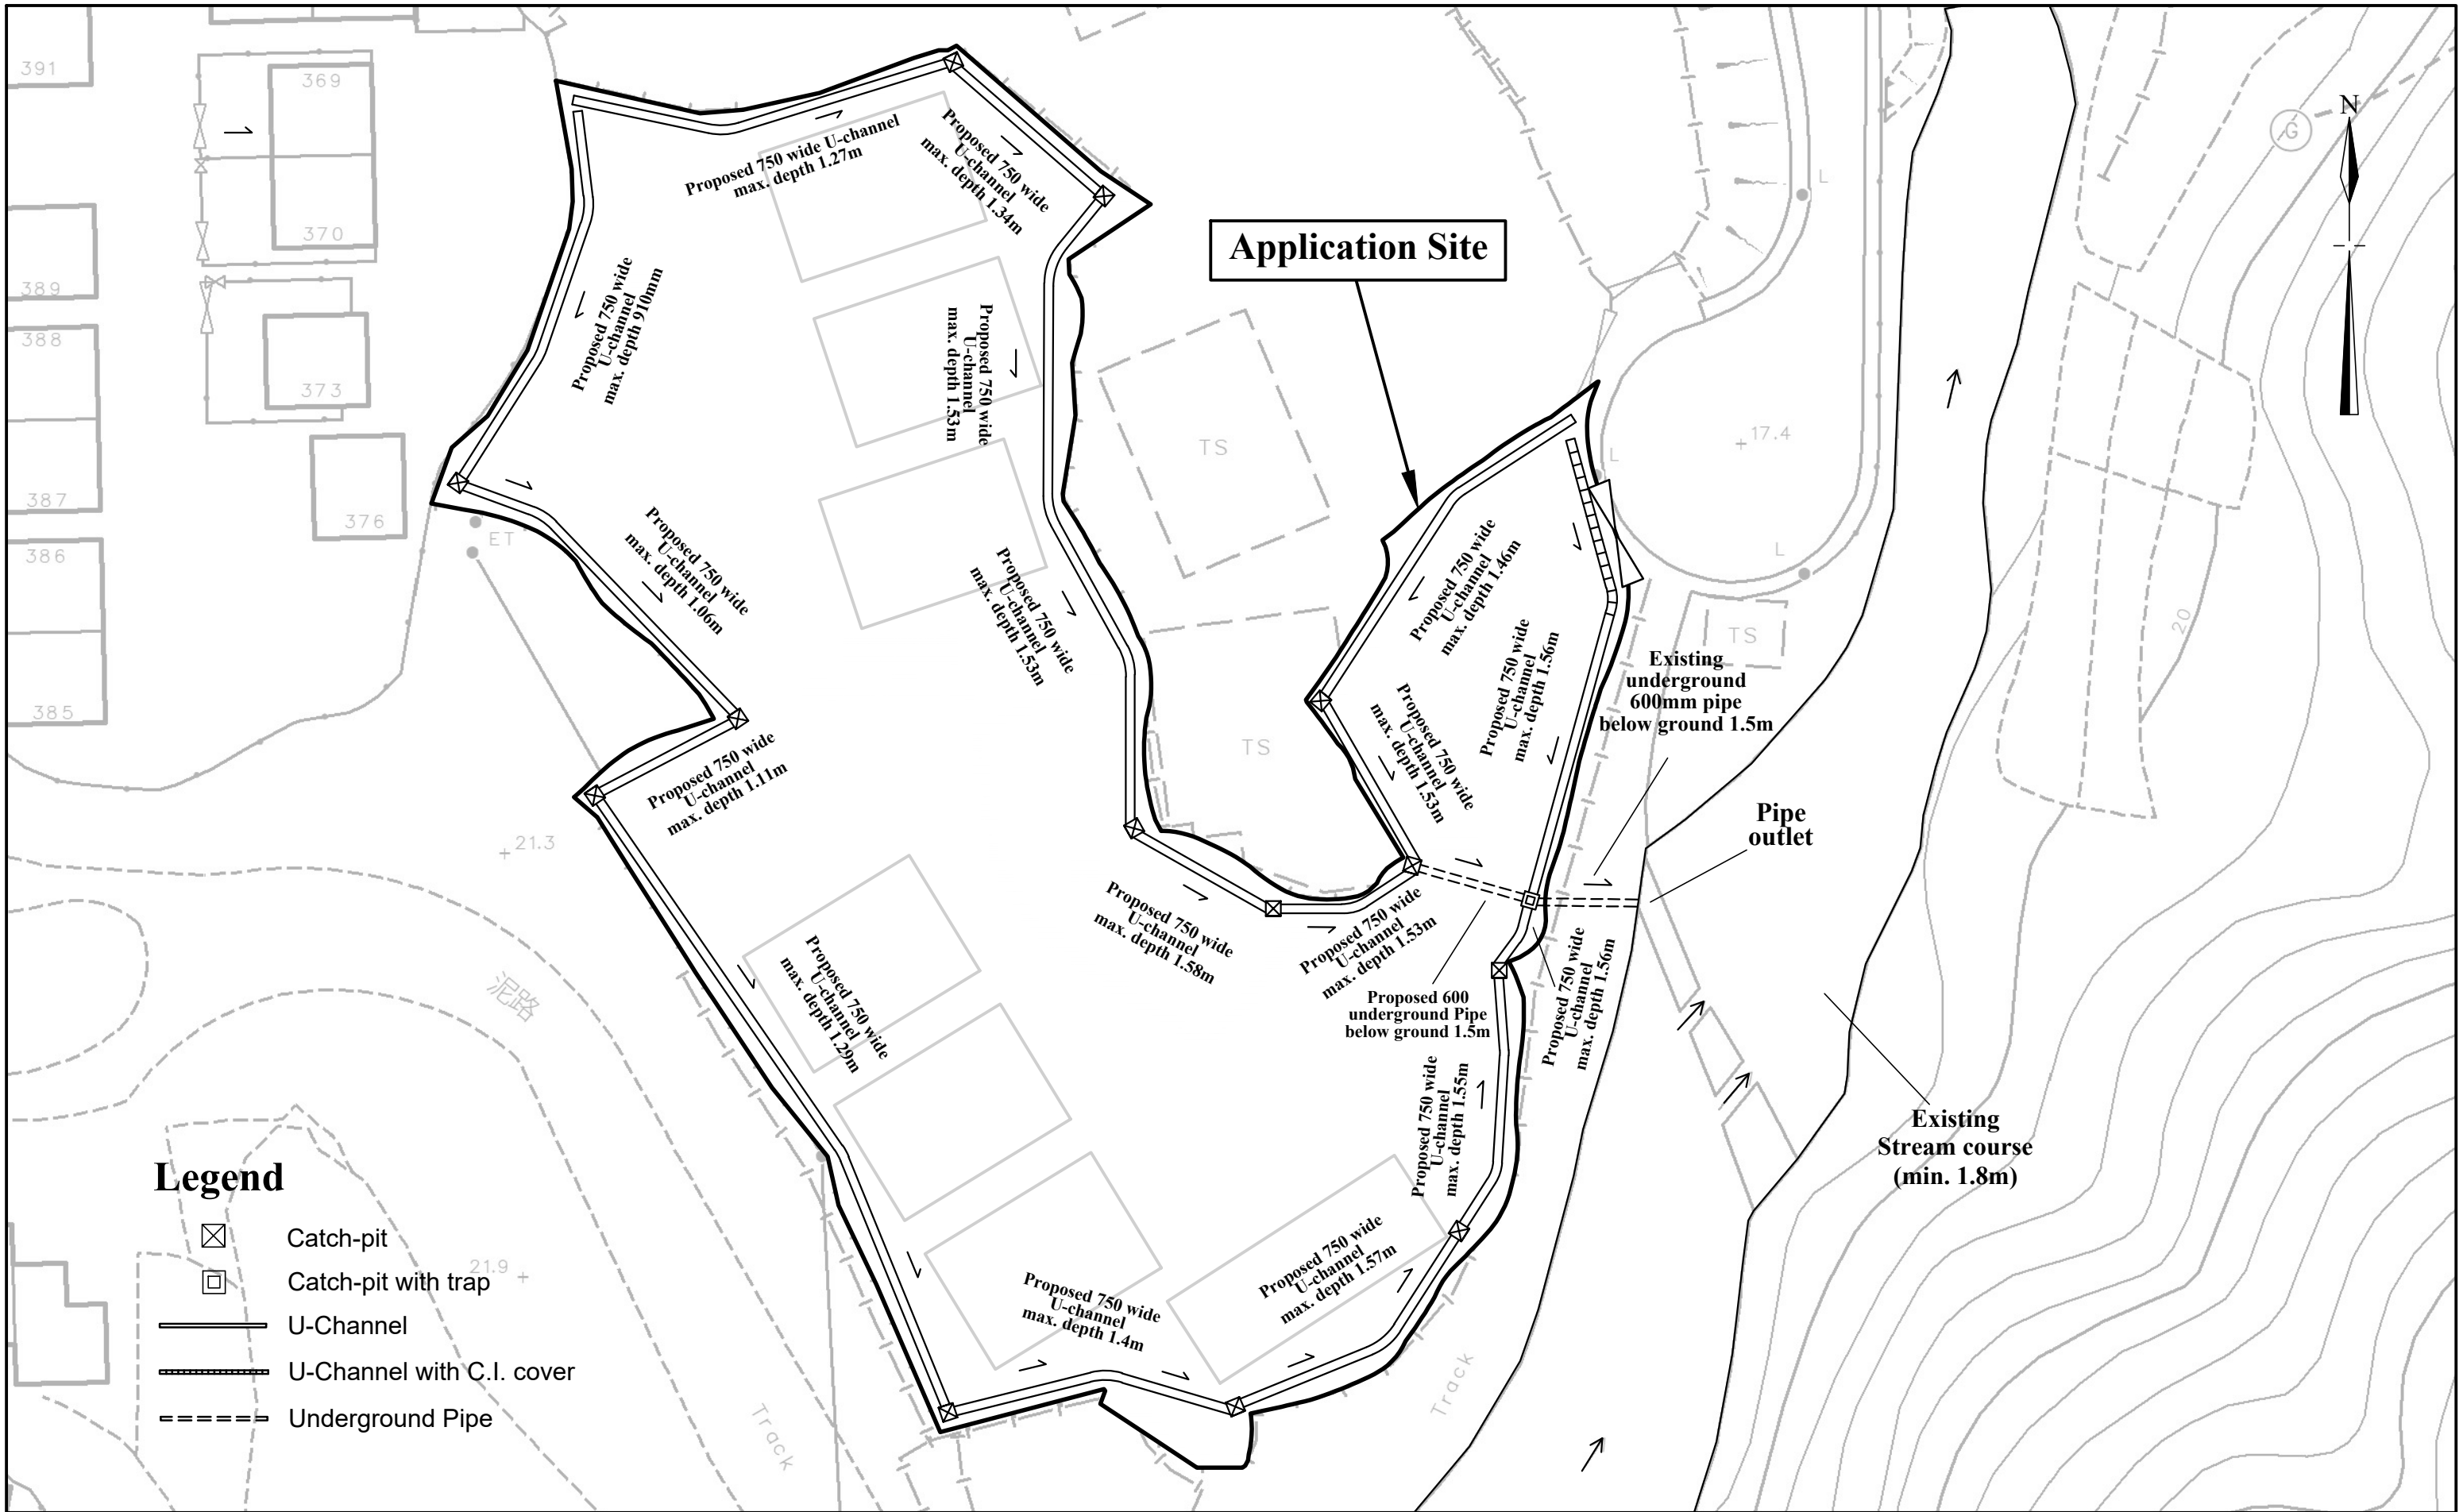 391
369
370
389
388
373
387
376
386
385
ET
N
G
L
17.4
L
L
TS
TS
TS
20
21.3
21.9
泥路
Track
Track
Application Site
Proposed 750 wide U-channel
max. depth 1.27m
Proposed 750 wide
U-channel
max. depth 1.34m
Proposed 750 wide
U-channel
max. depth 910mm
Proposed 750 wide
U-channel
max. depth 1.53m
Proposed 750 wide
U-channel
max. depth 1.06m
Proposed 750 wide
U-channel
max. depth 1.53m
Proposed 750 wide
U-channel
max. depth 1.46m
Proposed 750 wide
U-channel
max. depth 1.56m
Proposed 750 wide
U-channel
max. depth 1.53m
Existing
underground
600mm pipe
below ground 1.5m
Pipe
outlet
Proposed 750 wide
U-channel
max. depth 1.11m
Proposed 750 wide
U-channel
max. depth 1.58m
Proposed 750 wide
U-channel
max. depth 1.53m
Proposed 600
underground Pipe
below ground 1.5m
Proposed 750 wide
U-channel
max. depth 1.56m
Proposed 750 wide
U-channel
max. depth 1.29m
Proposed 750 wide
U-channel
max. depth 1.55m
Existing
Stream course
(min. 1.8m)
Proposed 750 wide
U-channel
max. depth 1.4m
Proposed 750 wide
U-channel
max. depth 1.57m
Legend
Catch-pit
Catch-pit with trap
U-Channel
U-Channel with C.I. cover
Underground Pipe